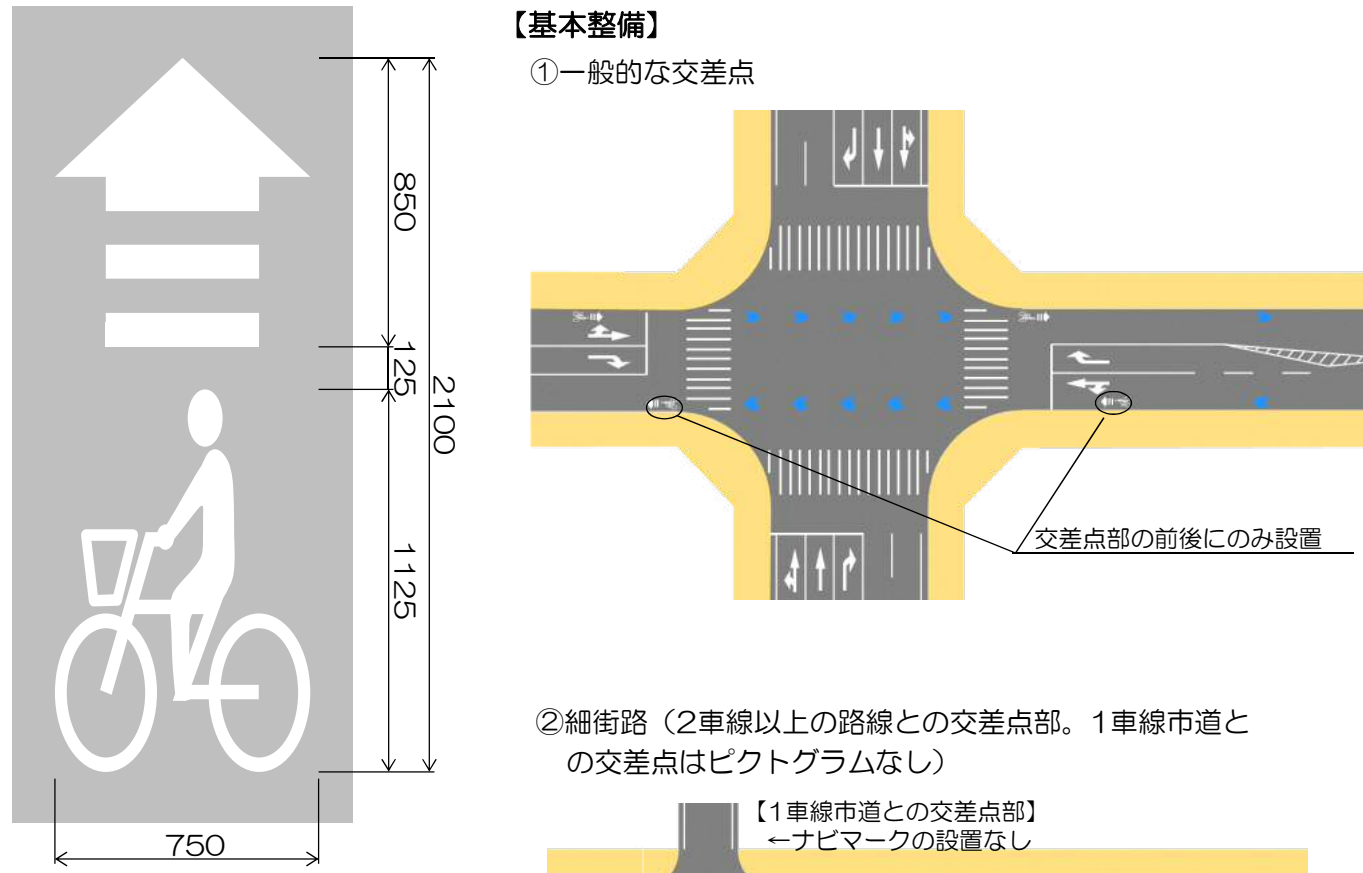 850
125
2100
1125
750
【基本整備】
①一般的な交差点
交差点部の前後にのみ設置
②細街路（2車線以上の路線との交差点部。1車線市道と
の交差点はピクトグラムなし）
【1車線市道との交差点部】
←ナビマークの設置なし